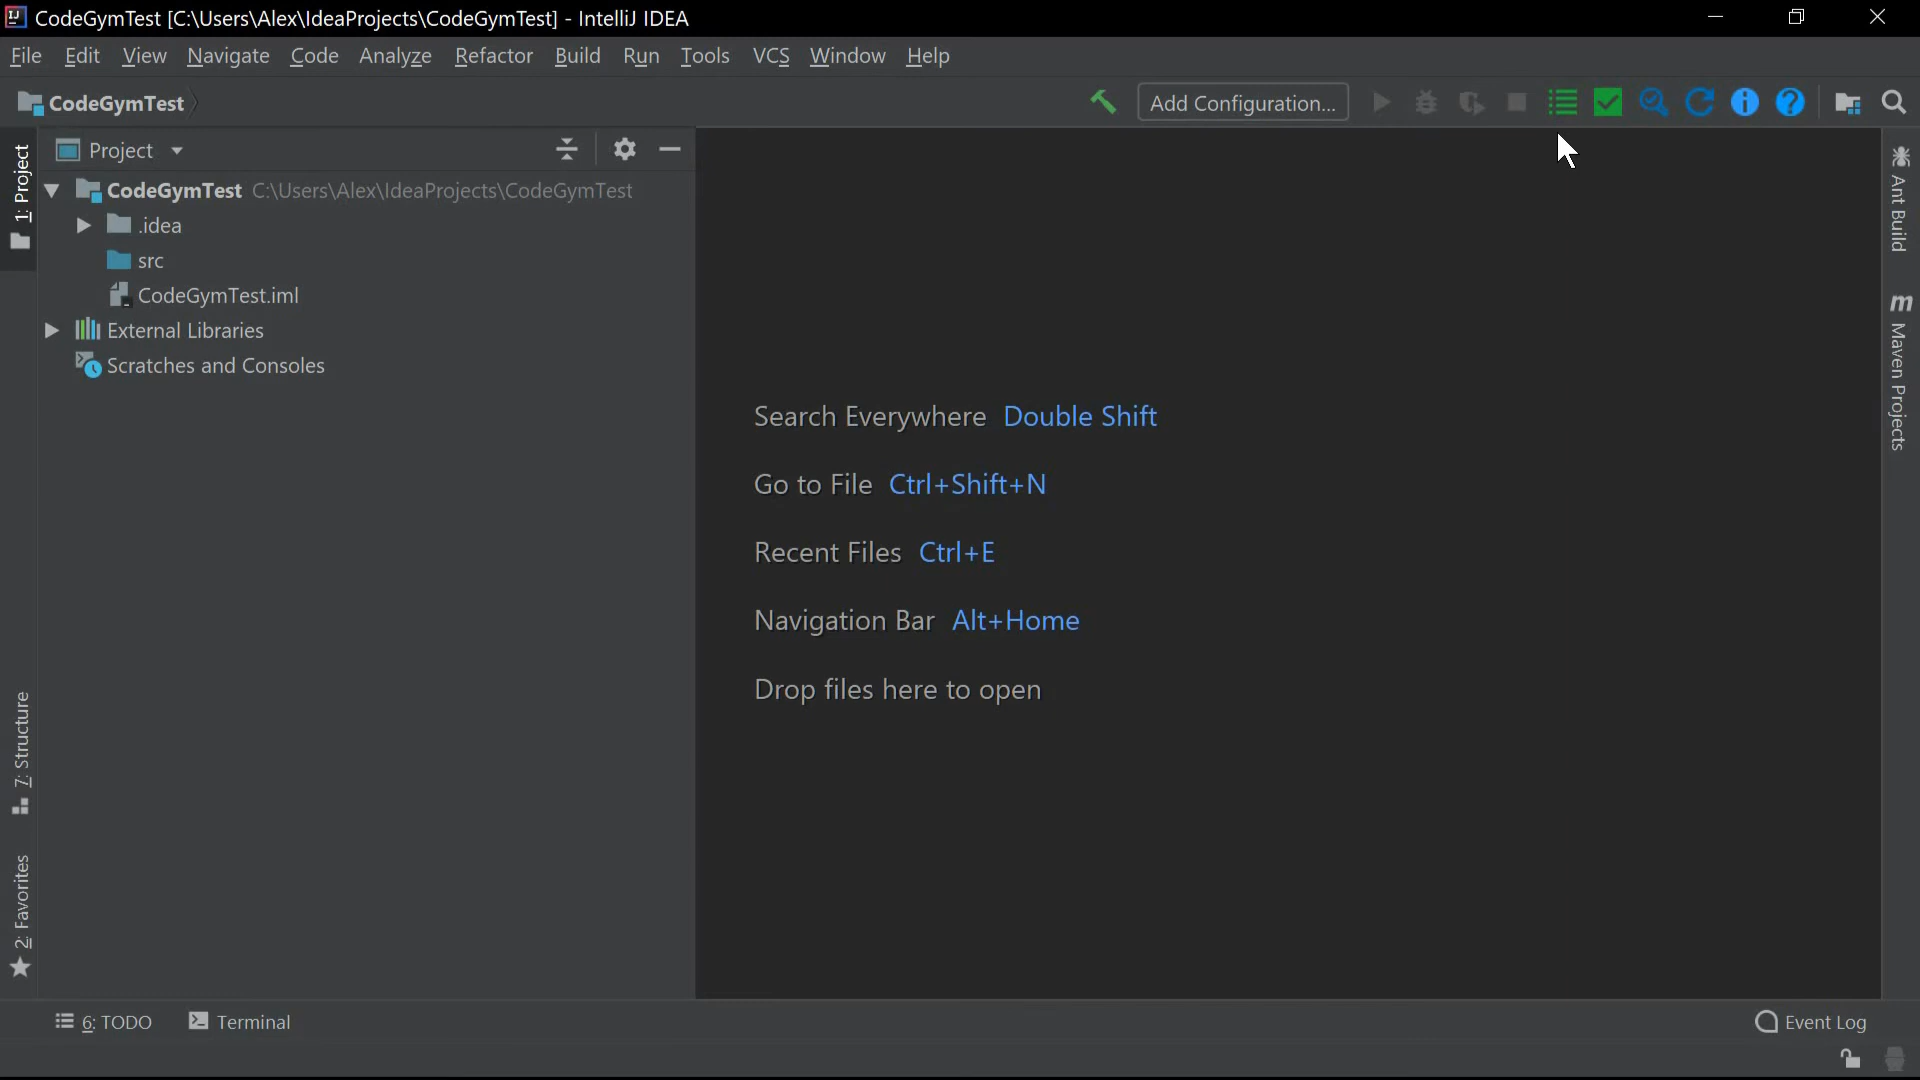 CodeGymTest [C:\Users\Alex\IdeaProjects\CodeGymTest] - IntelliJ IDEA
File Edit View Navigate Code Analyze Refactor Build Run Tools VCS Window Help
CodeGymTest
Add Configuration...
1: Project
Project
CodeGymTest C:\Users\Alex\IdeaProjects\CodeGymTest
.idea
src
CodeGymTest.iml
External Libraries
Scratches and Consoles
Search Everywhere Double Shift
Go to File Ctrl+Shift+N
Recent Files Ctrl+E
Navigation Bar Alt+Home
Drop files here to open
Ant Build
m Maven Projects
7: Structure
2: Favorites
6: TODO
Terminal
Event Log